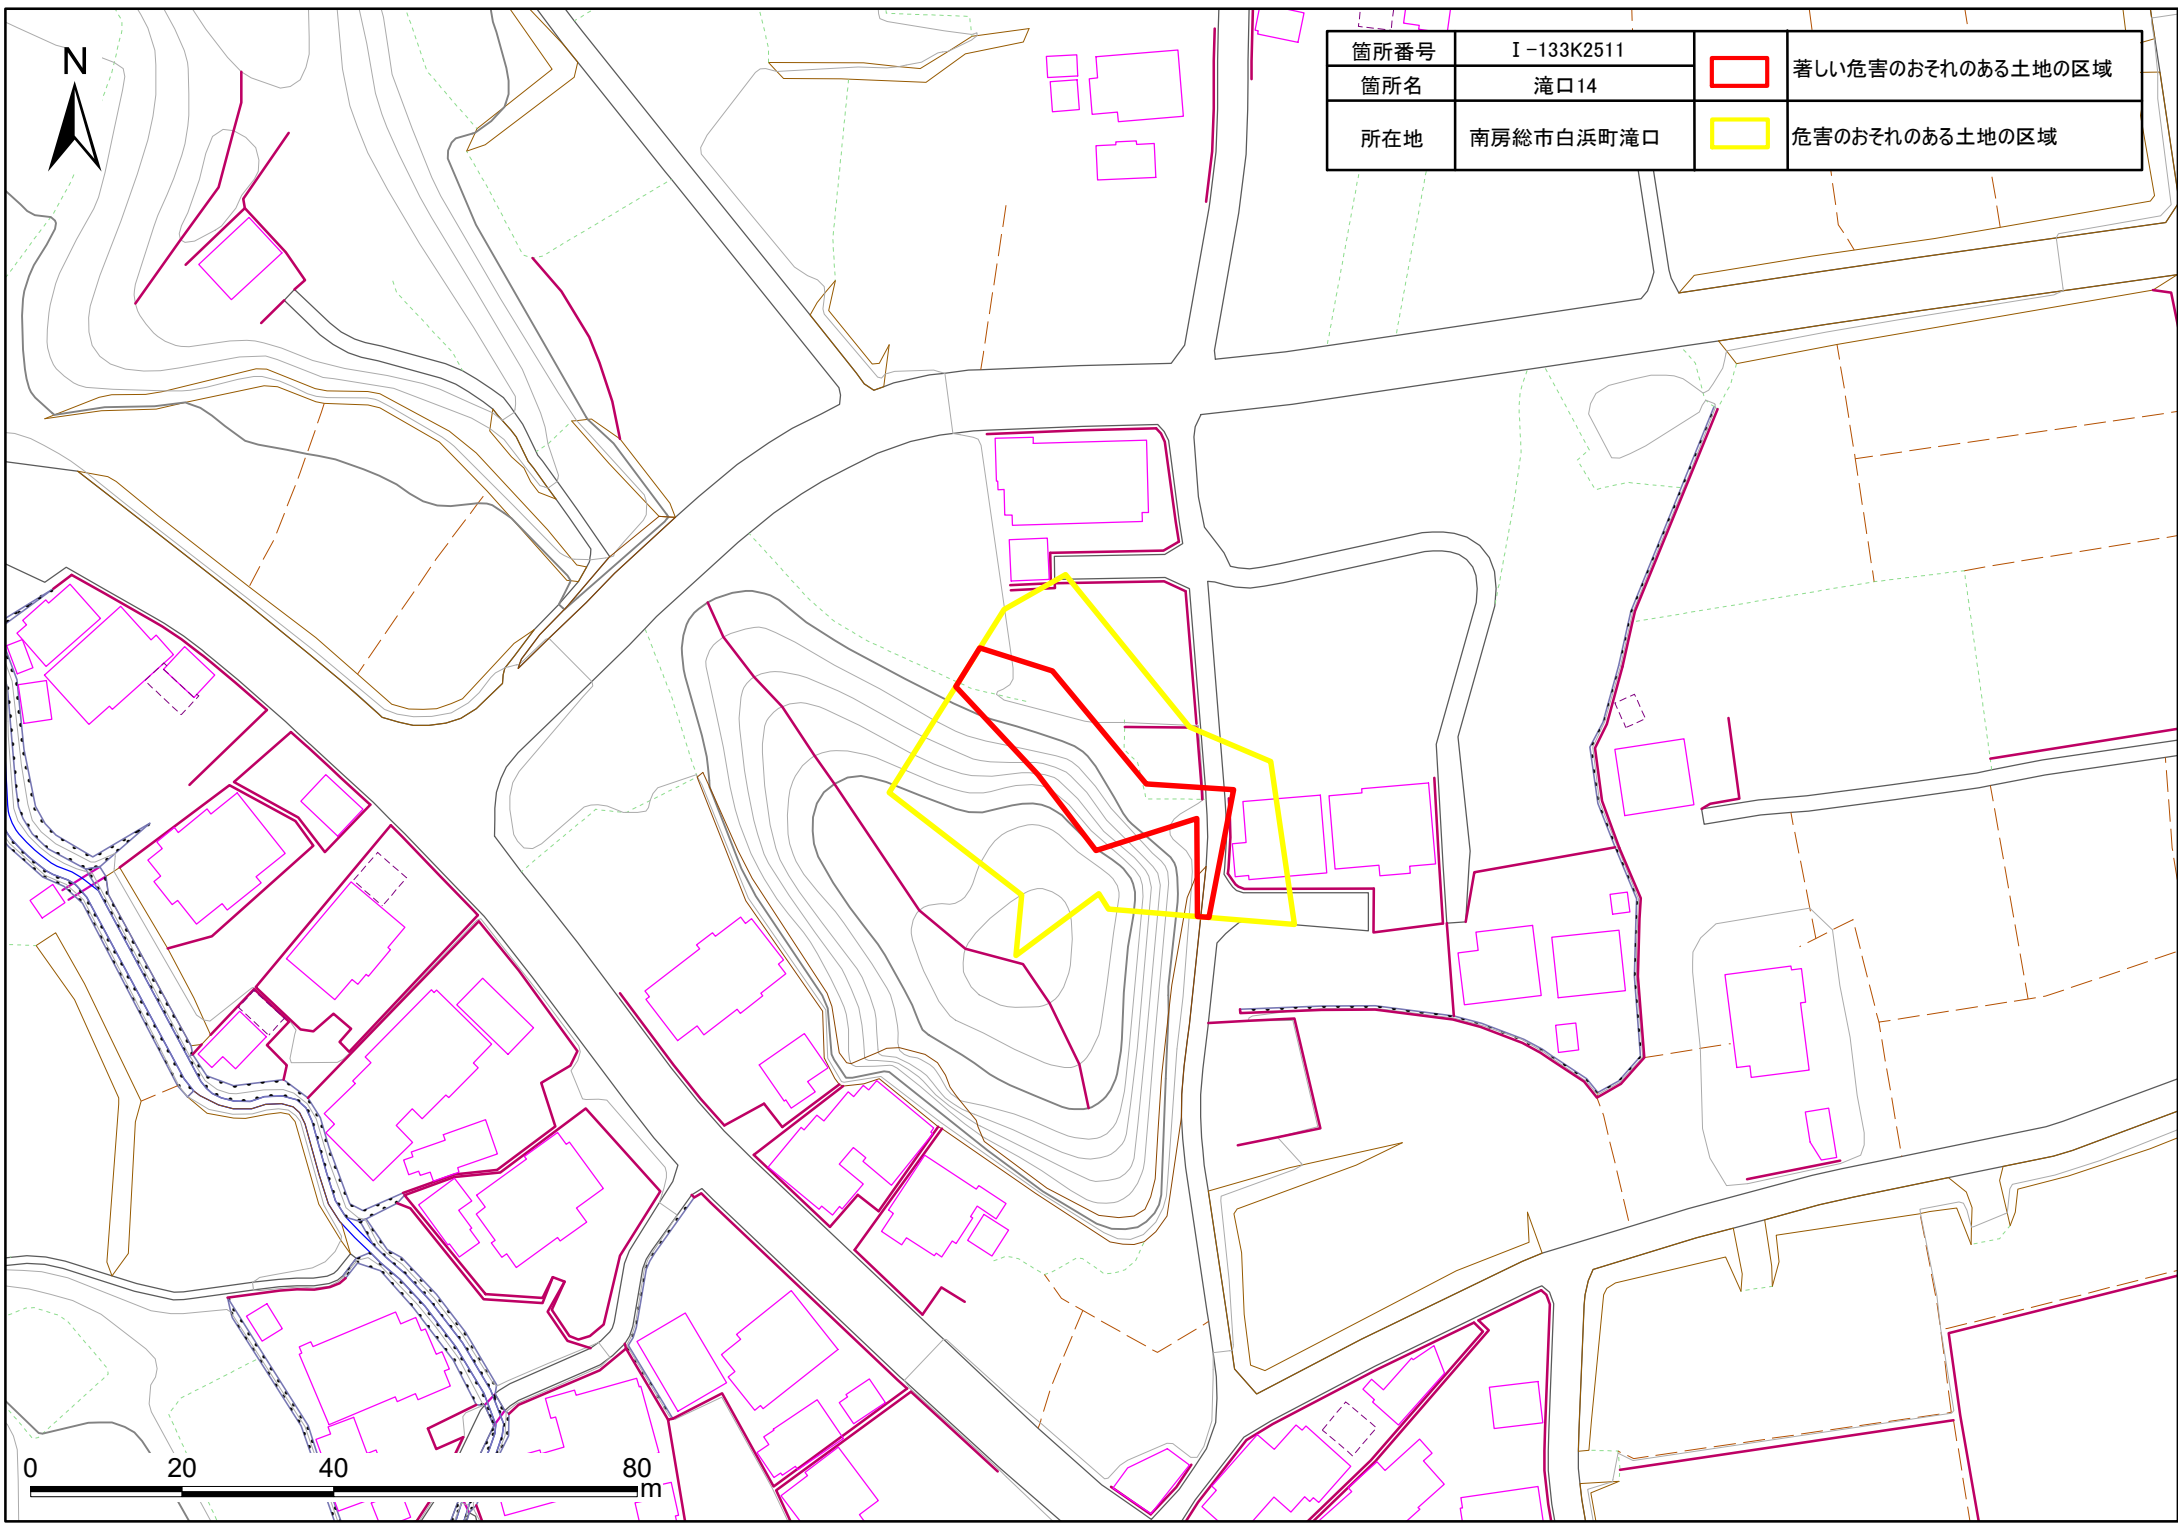 N
箇所番号 Ⅰ-133K2511
箇所名 滝口14
所在地 南房総市白浜町滝口
著しい危害のおそれのある土地の区域
危害のおそれのある土地の区域
0 20 40 80
m